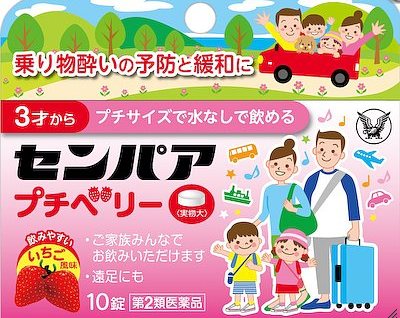 乗り物酔いの予防と緩和に
3才から
プチサイズで水なしで飲める
センパア
プチベリー
〈実物大〉
飲みやすい
いちご
風味
・ご家族みんなで
お飲みいただけます
・遠足にも
10錠
第2類医薬品